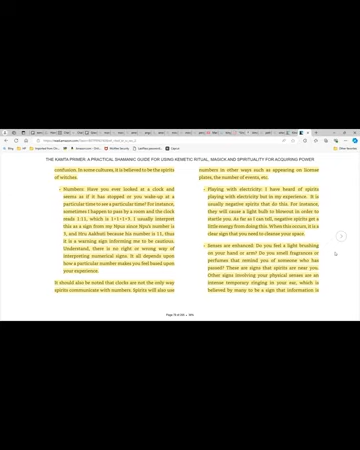 THE KAMTA PRIMER: A PRACTICAL SHAMANIC GUIDE FOR USING KEMETIC RITUAL, MAGICK AND SPIRITUALITY FOR ACQUIRING POWER
confusion. In some cultures, it is believed to be the spirits
of witches.
Numbers: Have you ever looked at a clock and
seems as if it has stopped or you wake-up at a
particular time to see a particular time? For instance,
sometimes I happen to pass by a room and the clock
reads 1:11, which is 1+1+1=3. I usually interpret
this as a sign from my Npus since Npu's number is
3, and Hru Aakhuti because his number is 11, thus
it is a warning sign informing me to be cautious.
Understand, there is no right or wrong way of
interpreting numerical signs. It all depends upon
how a particular number makes you feel based upon
your experience.
It should also be noted that clocks are not the only way
spirits communicate with numbers. Spirits will also use
numbers in other ways such as appearing on license
plates, the number of events, etc.
Playing with electricity: I have heard of spirits
playing with electricity but in my experience it is
usually negative spirits that do this. For instance,
they will cause a light bulb to blowout in order to
startle you. As far as I can tell, negative spirits get a
little energy from doing this. When this occurs, it is a
clear sign that you need to cleanse your space.
Senses are enhanced: Do you feel a light brushing
on your hand or arm? Do you smell fragrances or
perfumes that remind you of someone who has
passed? These are signs that spirits are near you.
Other signs involving your physical senses are an
intense temporary ringing in your ear, which is
believed by many to be a sign that information is